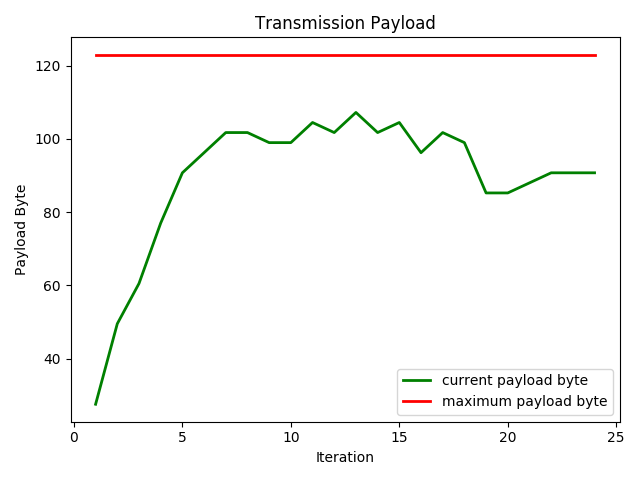 Transmission Payload
120
100
80
60
40
Payload Byte
0
5
10
15
20
25
Iteration
current payload byte
maximum payload byte